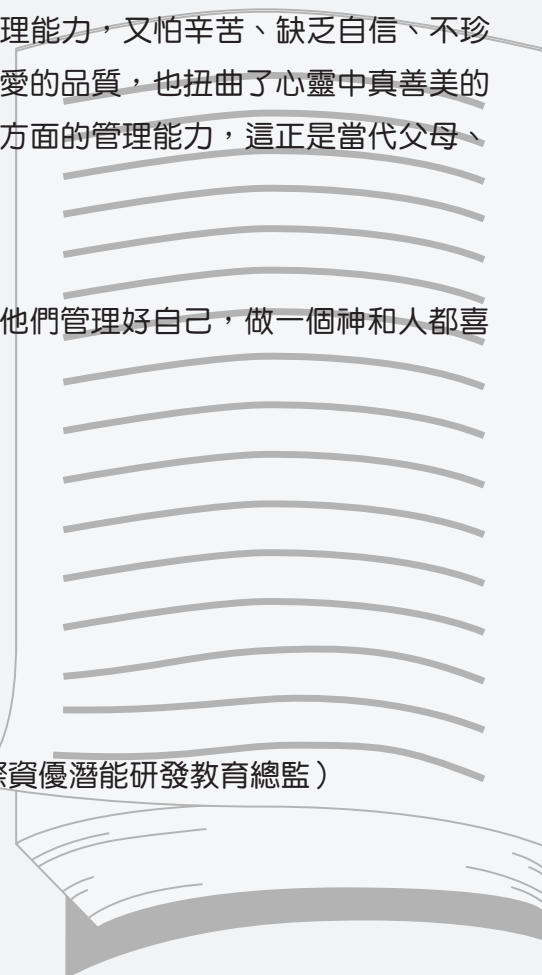 理能力，又怕辛苦、缺乏自信、不珍
愛的品質，也扭曲了心靈中真善美的
方面的管理能力，這正是當代父母、
他們管理好自己，做一個神和人都喜
際資優潛能研發教育總監）